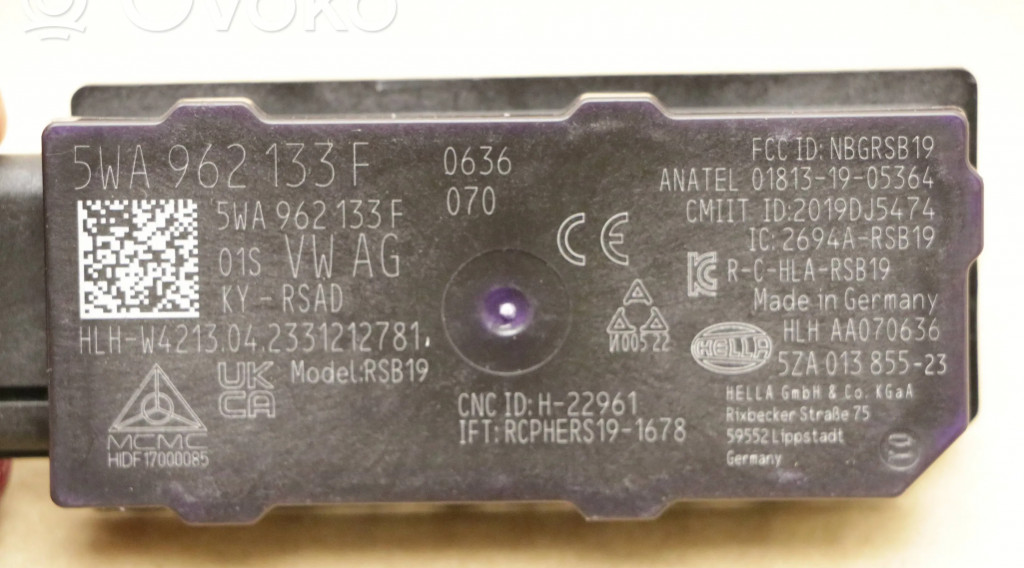 OVOKO
5WA 962 133 F
0636
070
5WA 962 133 F
01S VW AG
KY - RSAD
HLH-W4213.04.2331212781.
Model:RSB19
UK
CA
MCMC
HIDF17000085
CE
И005 22
CNC ID: H-22961
IFT: RCPHERS19-1678
FCC ID: NBGRSB19
ANATEL 01813-19-05364
CMIIT ID:2019DJ5474
IC: 2694A-RSB19
R-C-HLA-RSB19
Made in Germany
HLH AA070636
HELLA
5ZA 013 855-23
HELLA GmbH & Co. KGaA
Rixbecker Straße 75
59552 Lippstadt
Germany